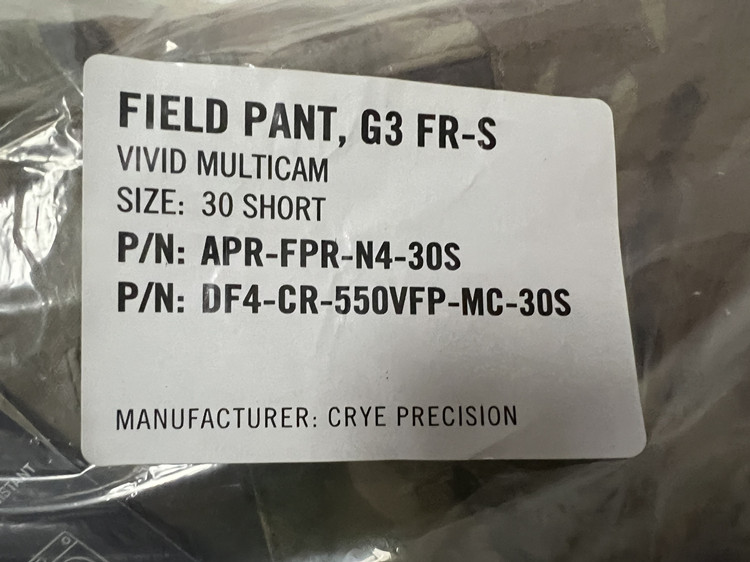 FIELD PANT, G3 FR-S
VIVID MULTICAM
SIZE: 30 SHORT
P/N: APR-FPR-N4-30S
P/N: DF4-CR-550VFP-MC-30S
MANUFACTURER: CRYE PRECISION